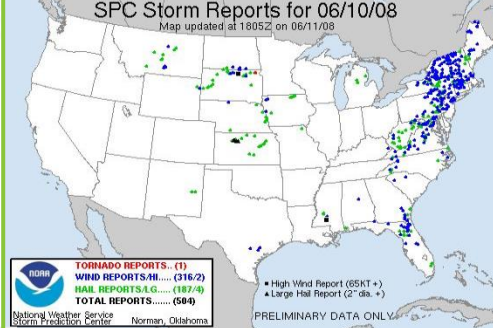 SPC Storm Reports for 06/10/08
Map updated at 1805Z on 06/11/08
TORNADO REPORTS.. (1)
WIND REPORTS/HI..... (316/2)
HAIL REPORTS/LG..... (187/4)
TOTAL REPORTS....... (504)
NOAA
National Weather Service
Storm Prediction Center Norman, Oklahoma
High Wind Report (65KT +)
Large Hail Report (2" dia. +)
PRELIMINARY DATA ONLY